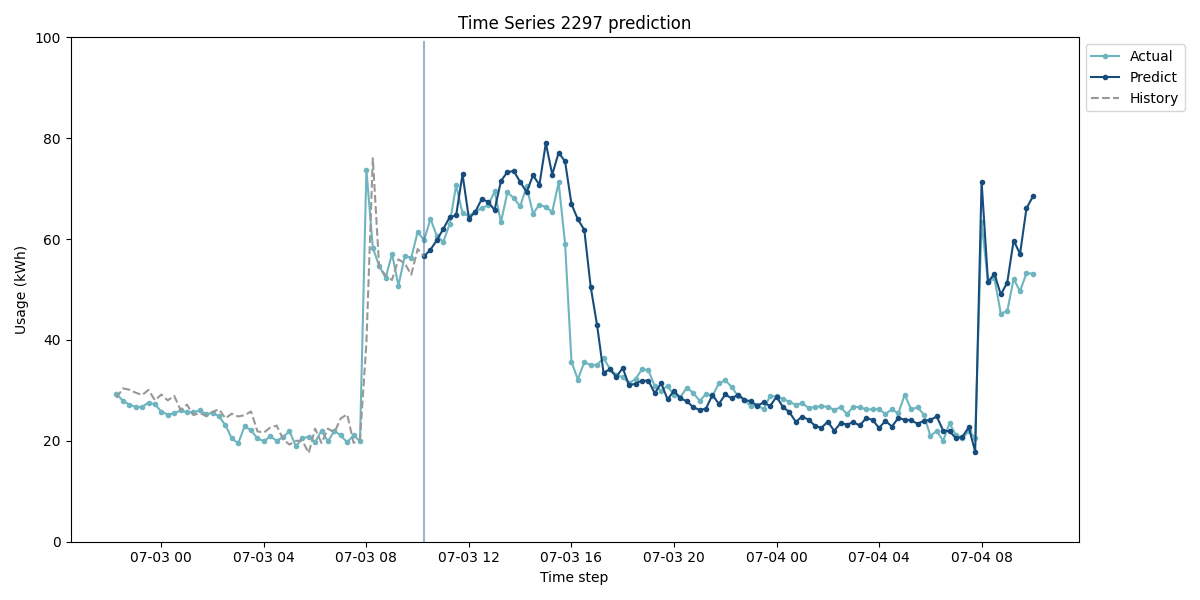 Time Series 2297 prediction
100
80
60
40
20
0
Usage (kWh)
07-03 00
07-03 04
07-03 08
07-03 12
07-03 16
07-03 20
07-04 00
07-04 04
07-04 08
Time step
Actual
Predict
History